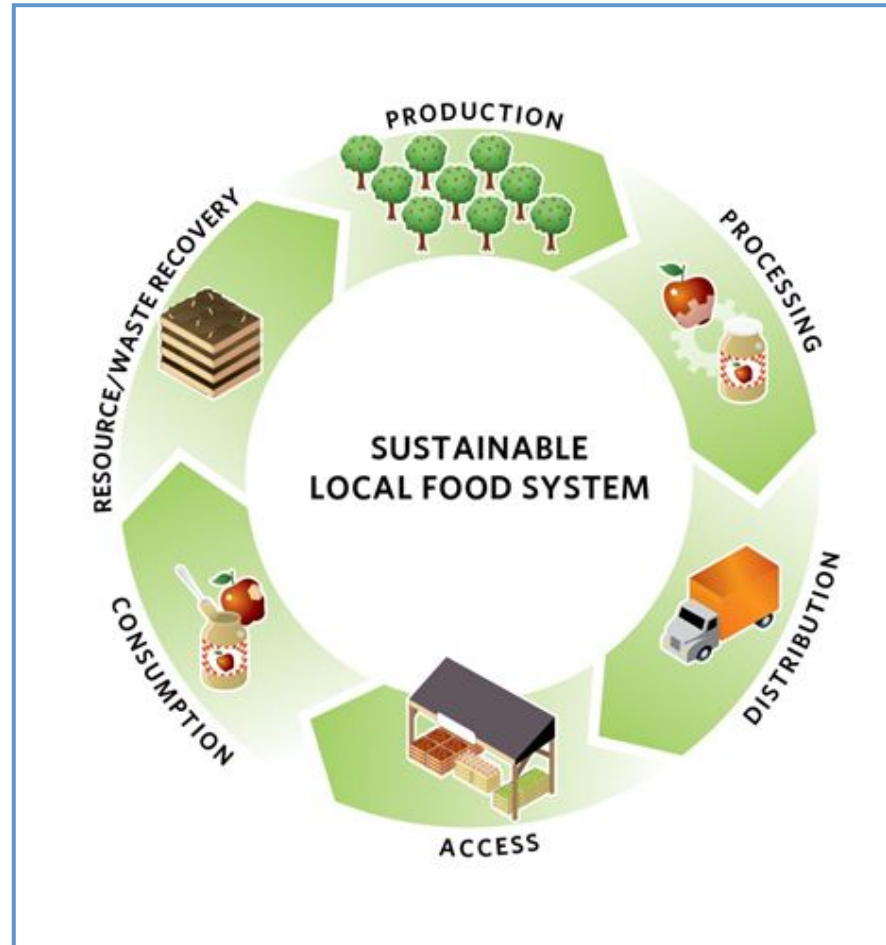 PRODUCTION
PROCESSING
DISTRIBUTION
ACCESS
CONSUMPTION
RESOURCE/WASTE RECOVERY
SUSTAINABLE
LOCAL FOOD SYSTEM